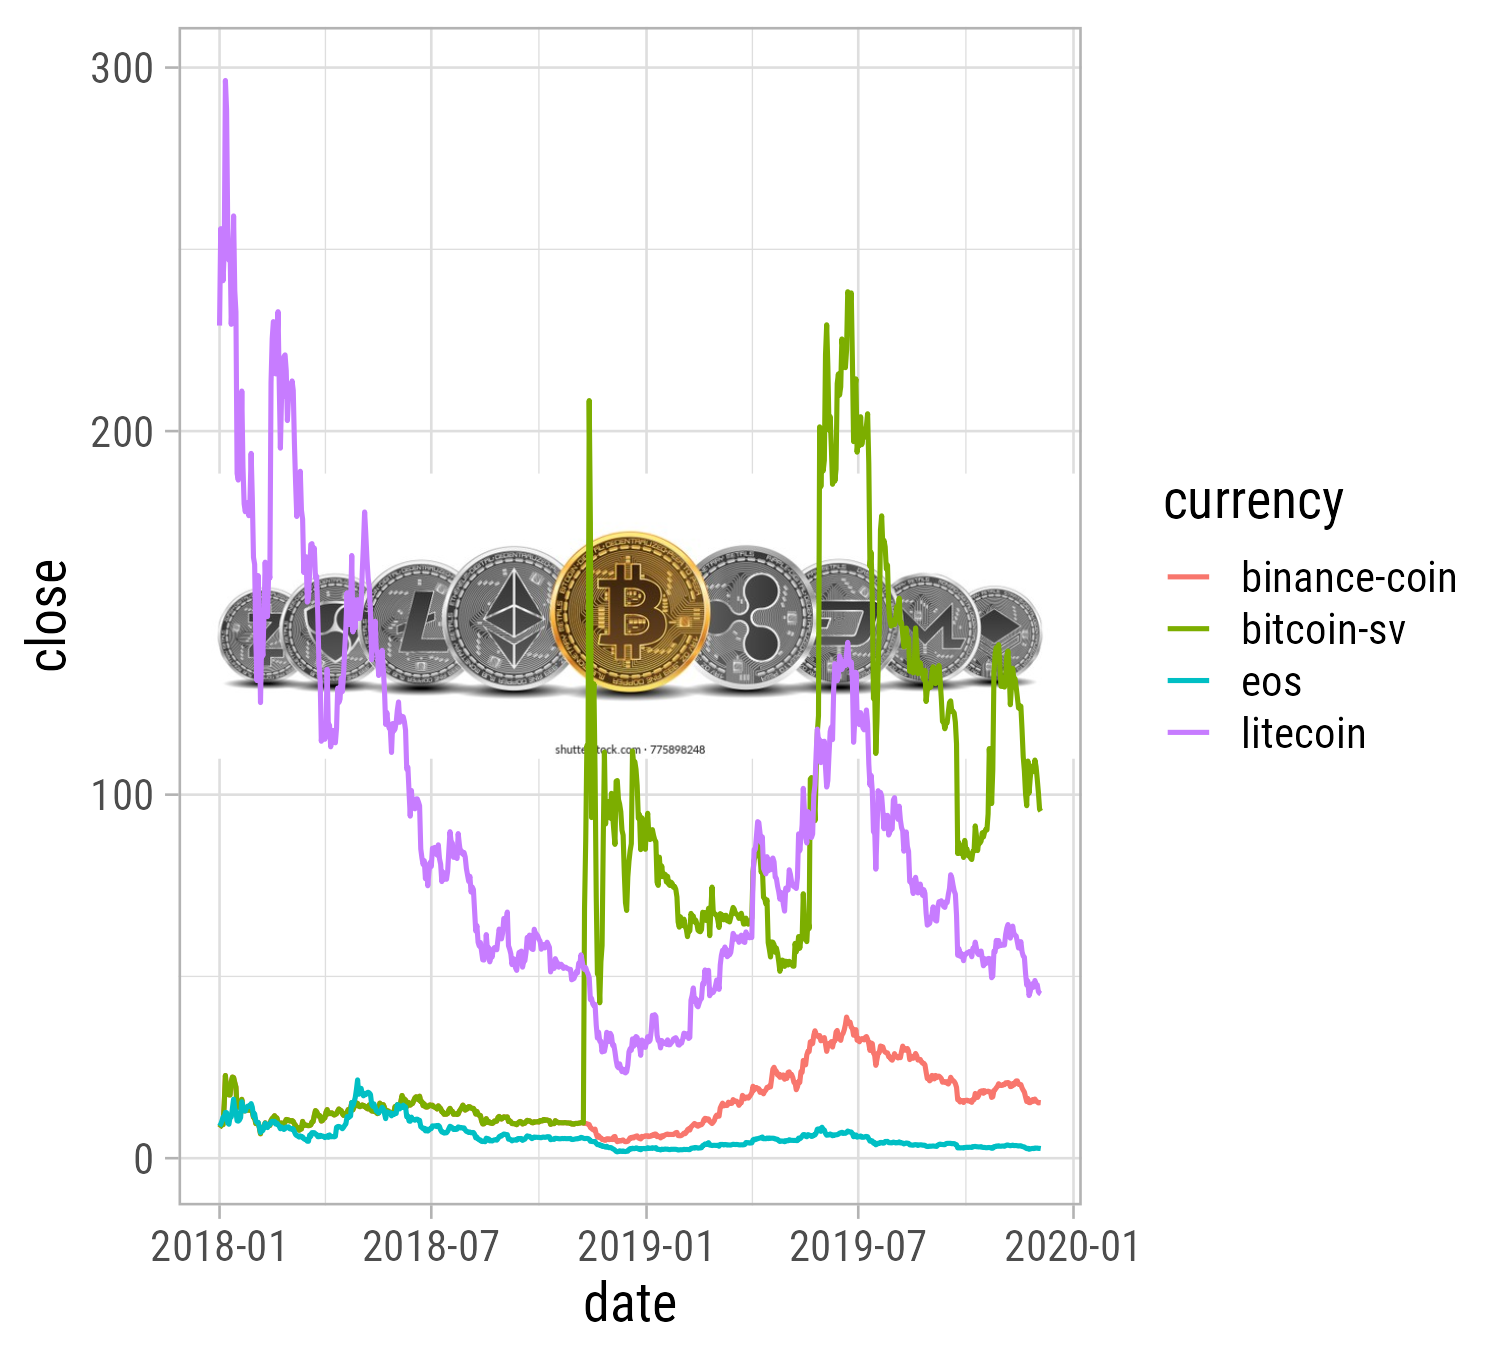 300
200
100
0
close
2018-01 2018-07 2019-01 2019-07 2020-01
date
currency
binance-coin
bitcoin-sv
eos
litecoin
shutterstock.com · 775898248